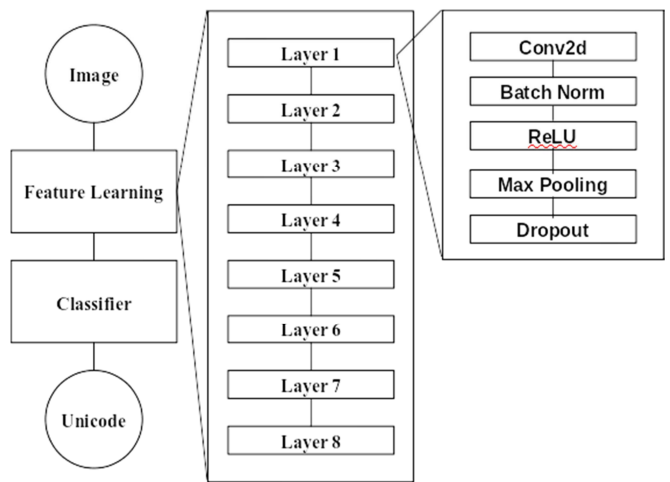 Image
Feature Learning
Classifier
Unicode
Layer 1
Layer 2
Layer 3
Layer 4
Layer 5
Layer 6
Layer 7
Layer 8
Conv2d
Batch Norm
ReLU
Max Pooling
Dropout